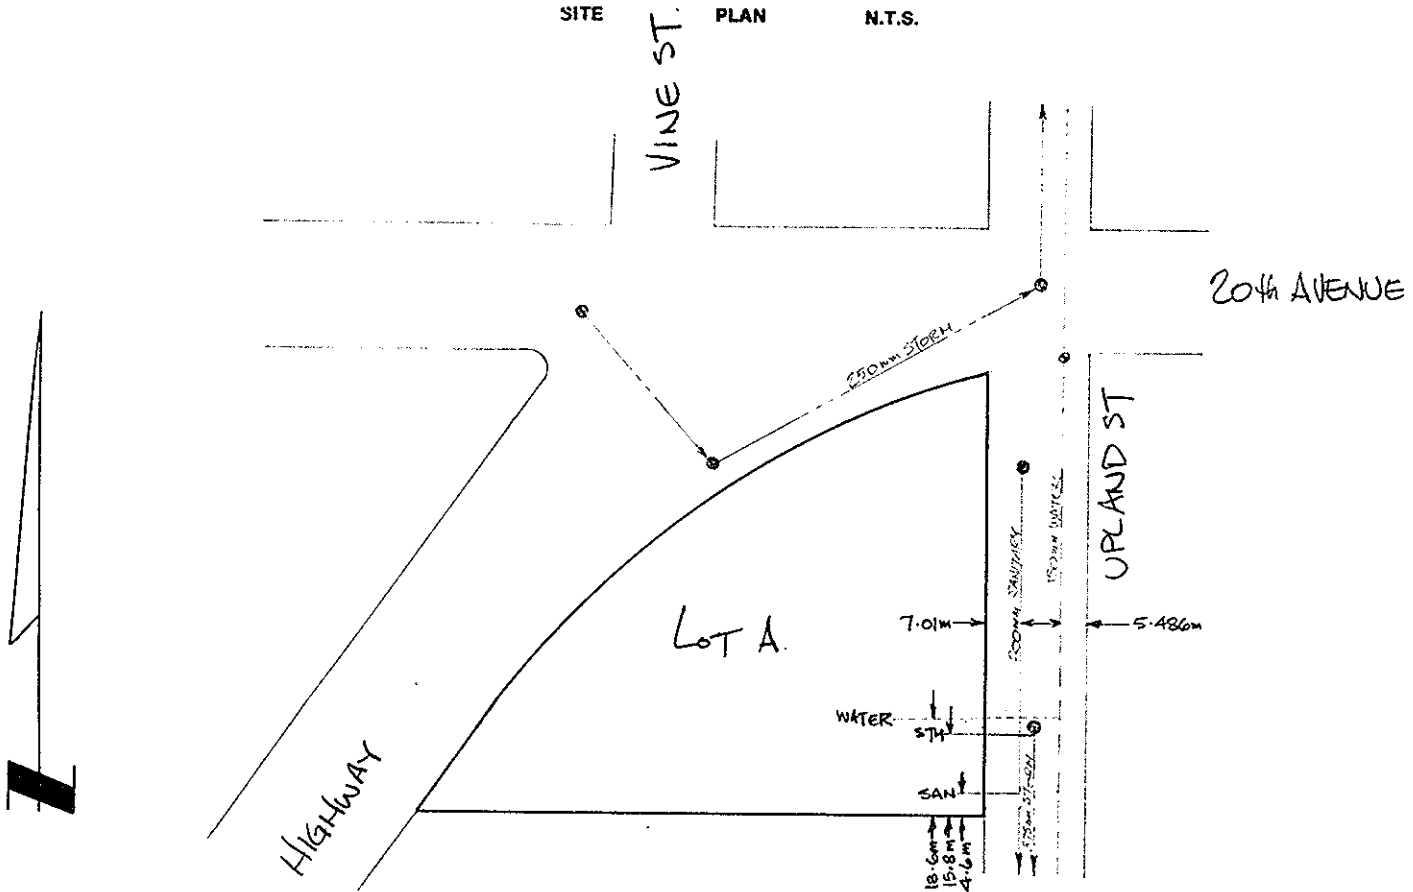 SITE PLAN N.T.S.
VINE ST.
20th AVENUE
250mm STORM
UPLAND ST
200mm SANITARY
150mm WATER
7.01m
5.486m
LOT A.
WATER
STM
SAN
HIGHWAY
18.6m
15.8m
4.6m